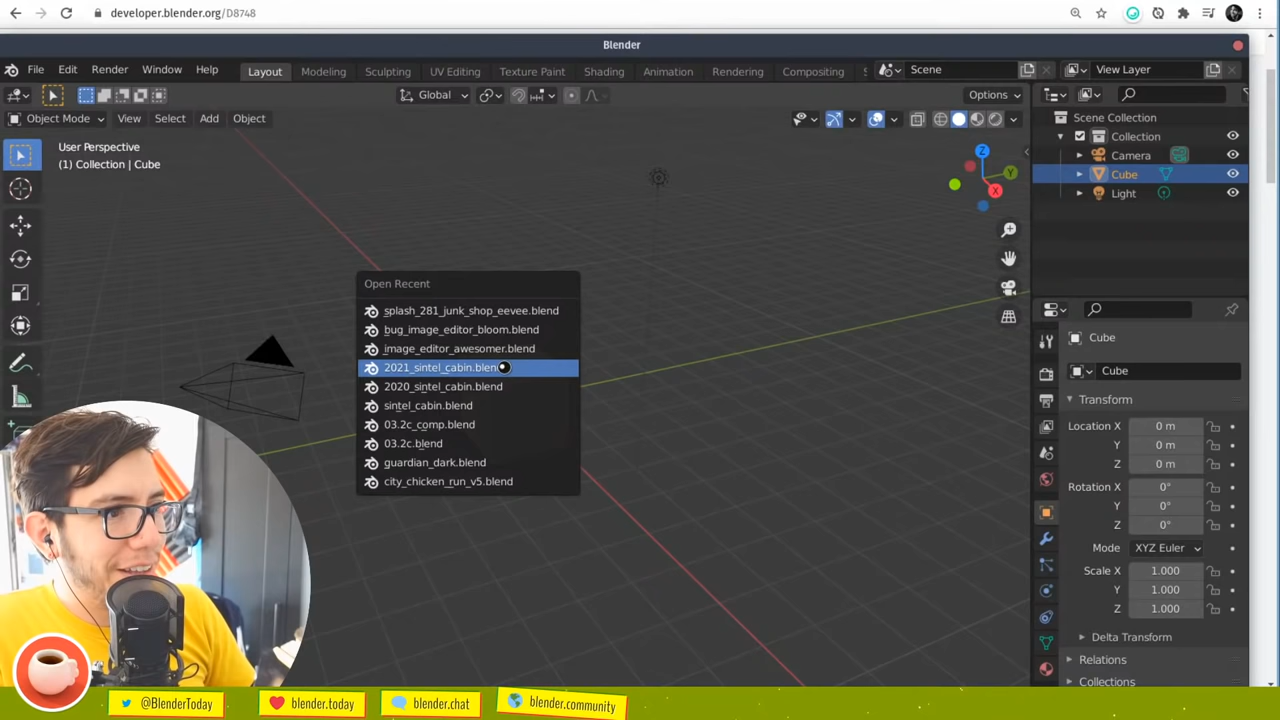 developer.blender.org/D8748
Blender
File Edit Render Window Help Layout Modeling Sculpting UV Editing Texture Paint Shading Animation Rendering Compositing S Scene View Layer
Global Options
Object Mode View Select Add Object
User Perspective
(1) Collection | Cube
Z
Y
X
Scene Collection
Collection
Camera
Cube
Light
Open Recent
splash_281_junk_shop_eevee.blend
bug_image_editor_bloom.blend
image_editor_awesomer.blend
2021_sintel_cabin.blen
2020_sintel_cabin.blend
sintel_cabin.blend
03.2c_comp.blend
03.2c.blend
guardian_dark.blend
city_chicken_run_v5.blend
Cube
Cube
Transform
Location X 0 m
Y 0 m
Z 0 m
Rotation X 0°
Y 0°
Z 0°
Mode XYZ Euler
Scale X 1.000
Y 1.000
Z 1.000
Delta Transform
Relations
Collections
@BlenderToday blender.today blender.chat blender.community